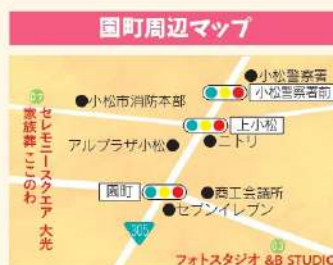 園町周辺マップ
小松警察署
小松警察署前
小松市消防本部
上小松
アルプラザ小松
ニトリ
園町
商工会議所
セブンイレブン
305
02
セレモニースクエア 大光
家族葬 ここのわ
03
フォトスタジオ &B STUDIO